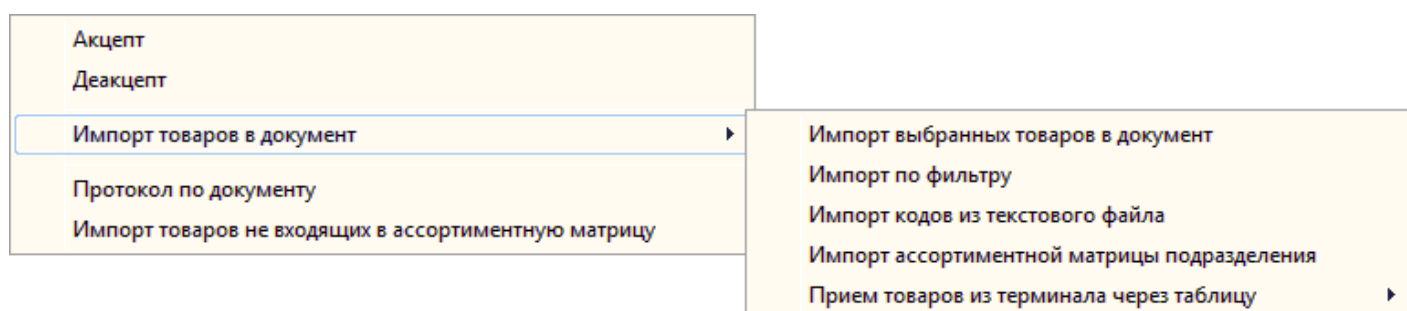 Акцепт
Деакцепт
Импорт товаров в документ
Протокол по документу
Импорт товаров не входящих в ассортиментную матрицу
Импорт выбранных товаров в документ
Импорт по фильтру
Импорт кодов из текстового файла
Импорт ассортиментной матрицы подразделения
Прием товаров из терминала через таблицу